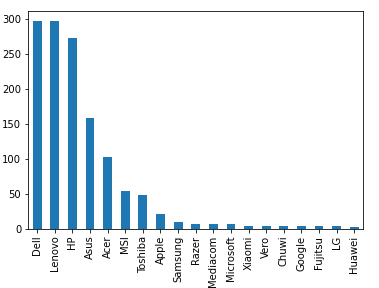 300
250
200
150
100
50
0
Dell
Lenovo
HP
Asus
Acer
MSI
Toshiba
Apple
Samsung
Razer
Mediacom
Microsoft
Xiaomi
Vero
Chuwi
Google
Fujitsu
LG
Huawei